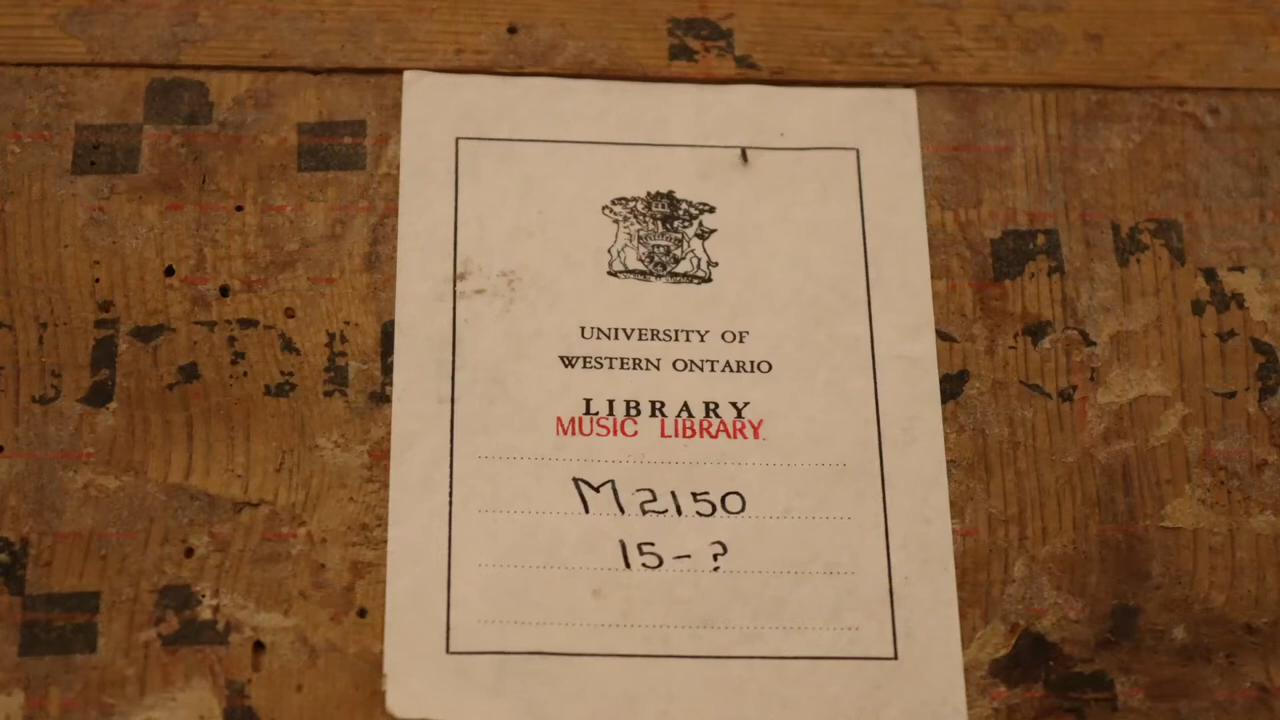 UNIVERSITY OF
WESTERN ONTARIO
LIBRARY
MUSIC LIBRARY.
M2150
15-?